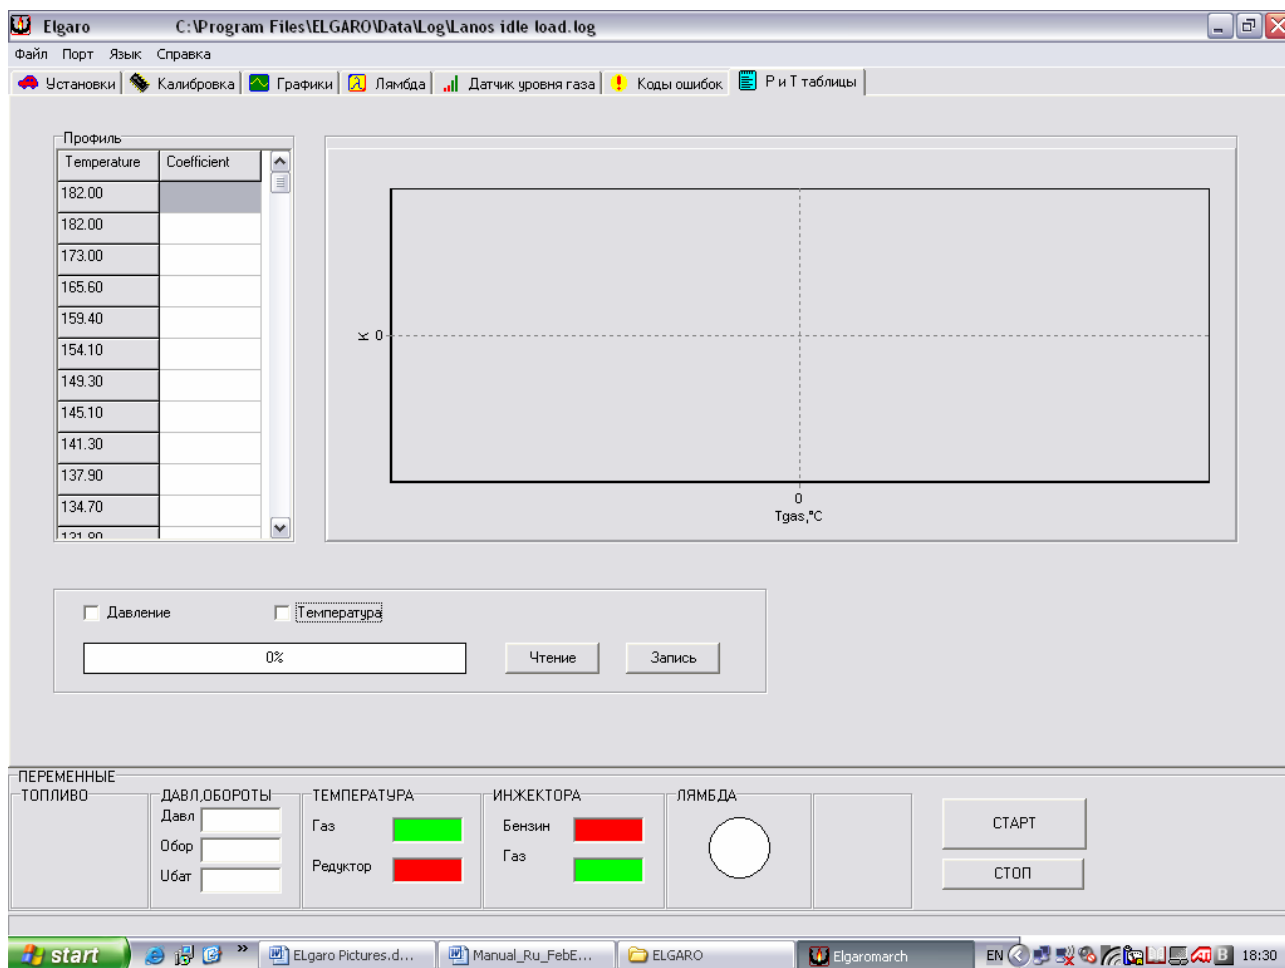 Elgaro C:\Program Files\ELGARO\Data\Log\Lanos idle load.log
Файл Порт Язык Справка
Установки Калибровка Графики Лямбда Датчик уровня газа Коды ошибок Р и Т таблицы
Профиль
Temperature Coefficient
182.00
182.00
173.00
165.60
159.40
154.10
149.30
145.10
141.30
137.90
134.70
131.90
K 0
0
Tgas,°C
Давление Температура
0% Чтение Запись
ПЕРЕМЕННЫЕ
ТОПЛИВО ДАВЛ,ОБОРОТЫ ТЕМПЕРАТУРА ИНЖЕКТОРА ЛЯМБДА
Давл Газ Бензин СТАРТ
Обор Газ
Uбат Редуктор СТОП
start » ELgaro Pictures.d... Manual_Ru_FebE... ELGARO Elgaromarch EN 18:30